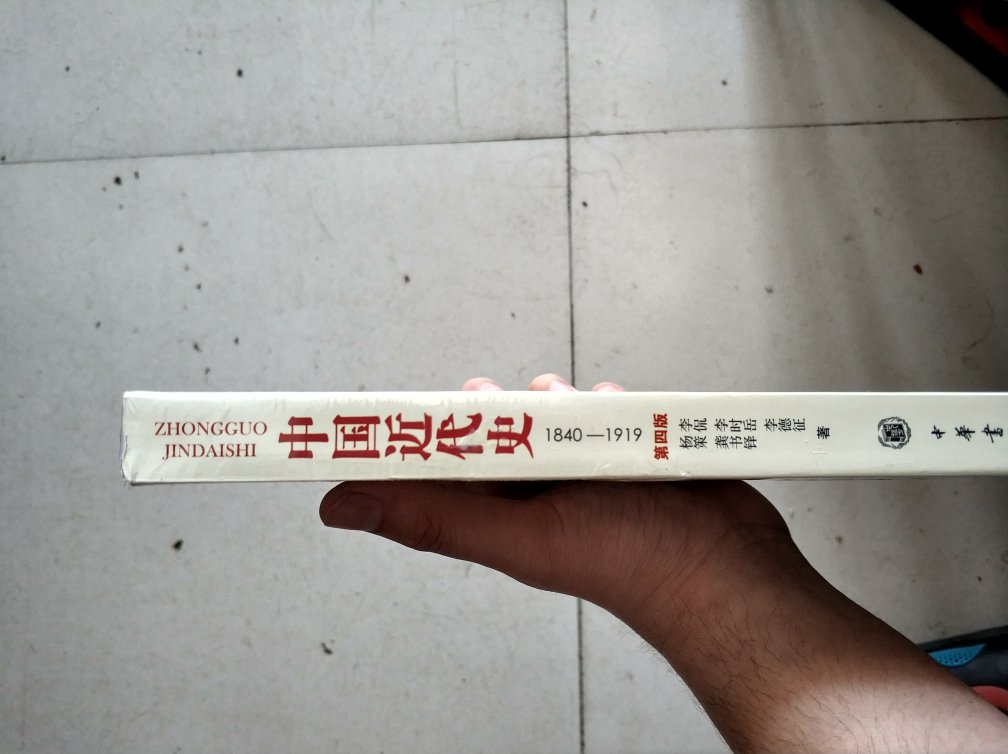 ZHONGGUO
JINDAISHI
中国近代史
1840—1919
第四版
李侃 李时岳 李德征
杨策 龚书铎
著
中华书